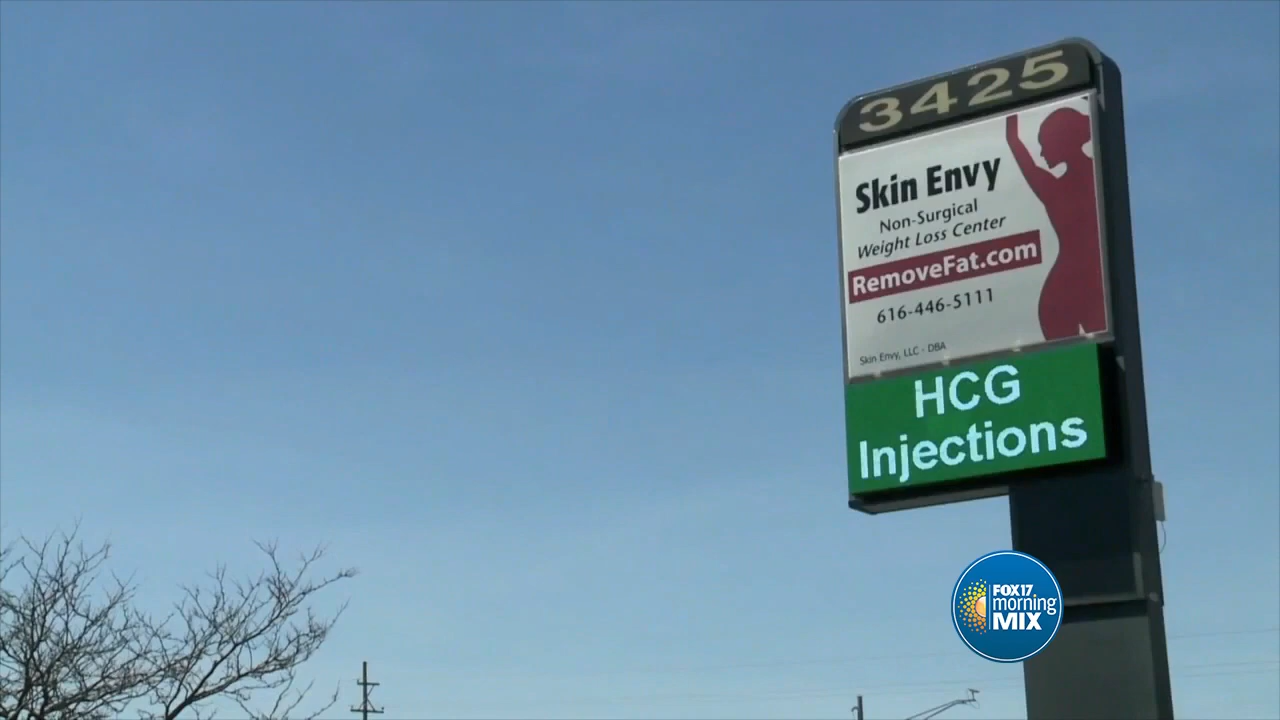 3425
Skin Envy
Non-Surgical
Weight Loss Center
RemoveFat.com
616-446-5111
Skin Envy, LLC - DBA
HCG
Injections
FOX17
morning
MIX